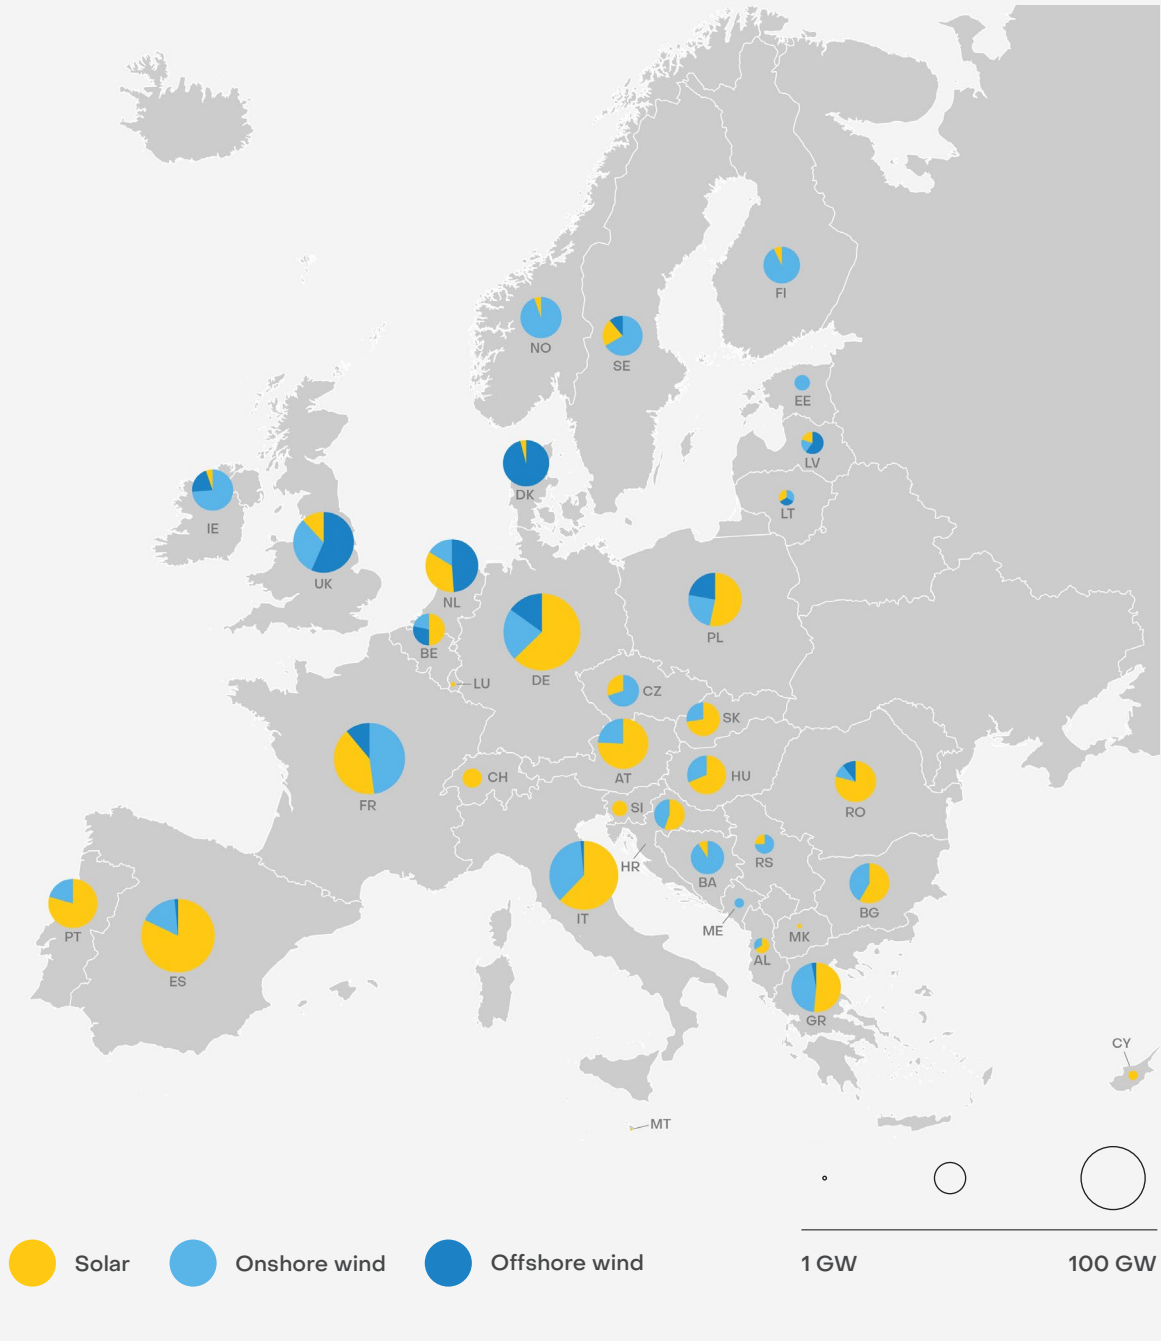 FI
NO
SE
EE
LV
DK
LT
IE
UK
NL
PL
BE
DE
LU
CZ
SK
CH
AT
HU
FR
SI
RO
HR
RS
BA
BG
IT
ME
MK
PT
AL
ES
GR
CY
MT
Solar
Onshore wind
Offshore wind
1 GW
100 GW